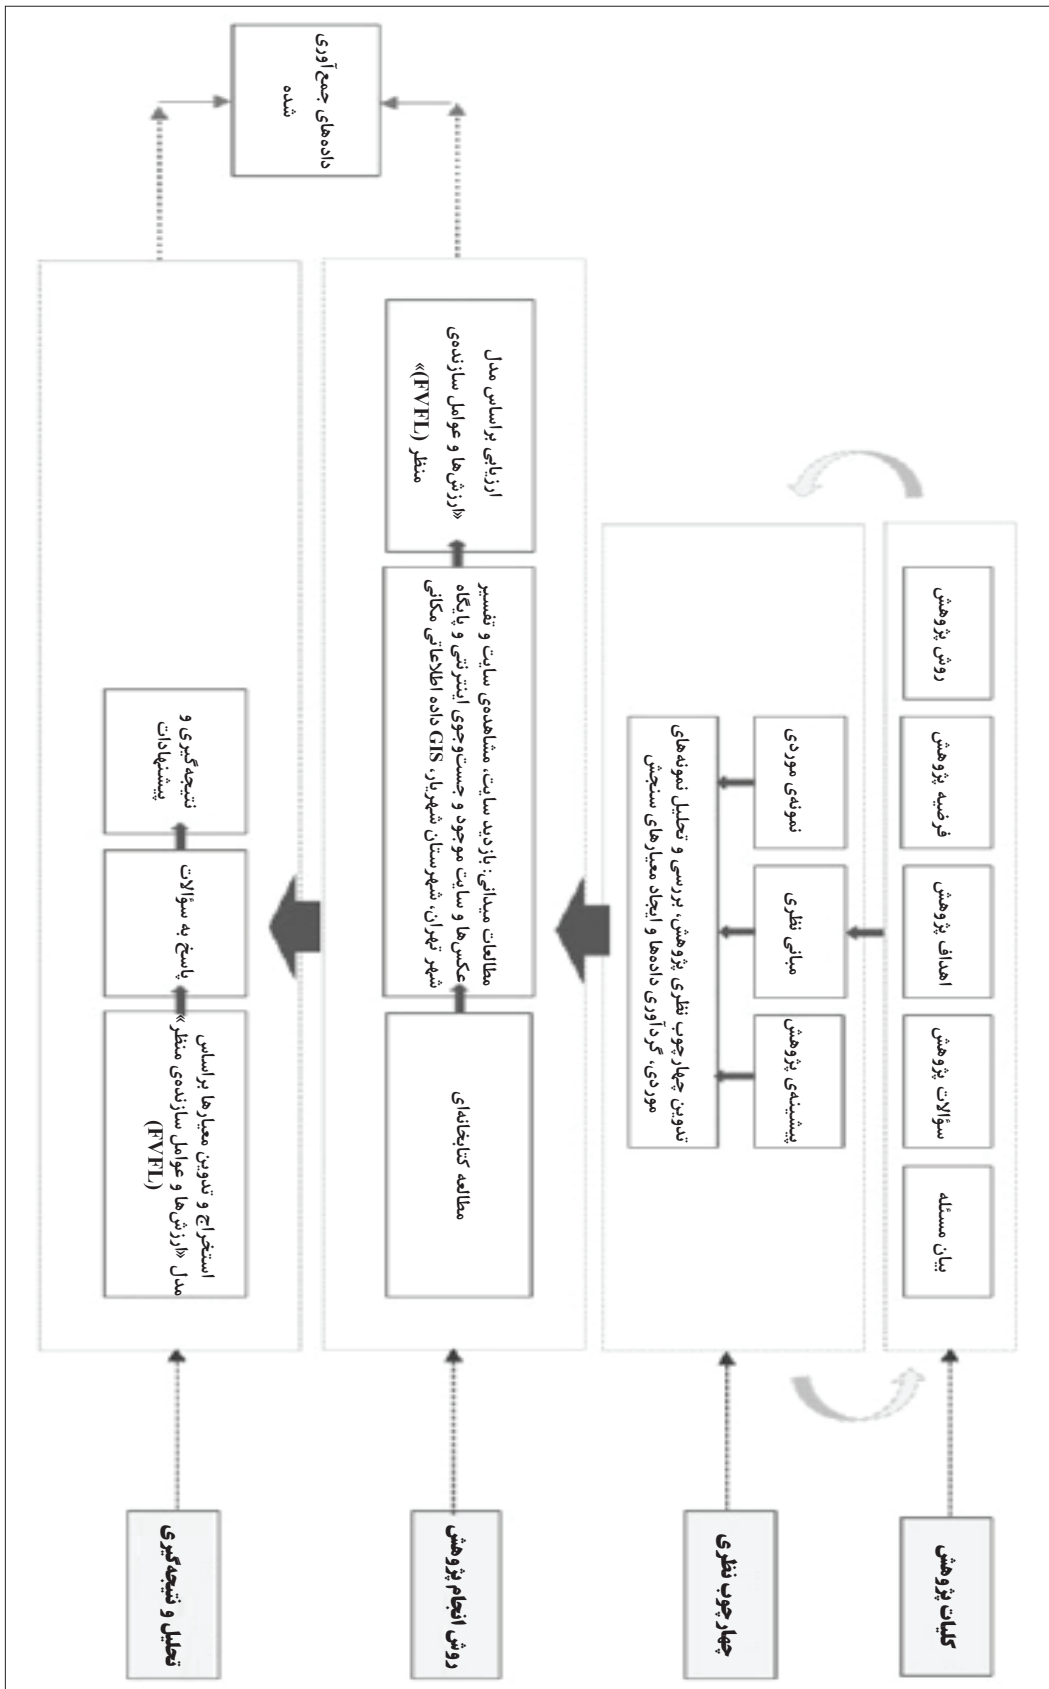 کلیات پژوهش
بیان مسئله
سؤالات پژوهش
اهداف پژوهش
فرضیه پژوهش
روش پژوهش
چهارچوب نظری
پیشینه‌ی پژوهش
مبانی نظری
نمونه‌ی موردی
تدوین چهارچوب نظری پژوهش، بررسی و تحلیل نمونه‌های
موردی، گردآوری داده‌ها و ایجاد معیارهای سنجش
روش انجام پژوهش
مطالعه کتابخانه‌ای
مطالعات میدانی: بازدید سایت، مشاهده‌ی سایت و تفسیر
عکس‌ها و سایت موجود و جست‌وجوی اینترنتی و پایگاه
داده اطلاعاتی مکانی GIS شهر تهران، شهرستان شهریار،
ارزیابی براساس مدل
«ارزش‌ها و عوامل سازنده‌ی
منظر (FVFL)»
تحلیل و نتیجه‌گیری
استخراج و تدوین معیارها براساس
مدل «ارزش‌ها و عوامل سازنده‌ی منظر»
(FVFL)
پاسخ به سؤالات
نتیجه‌گیری و
پیشنهادات
داده‌های جمع‌آوری
شده